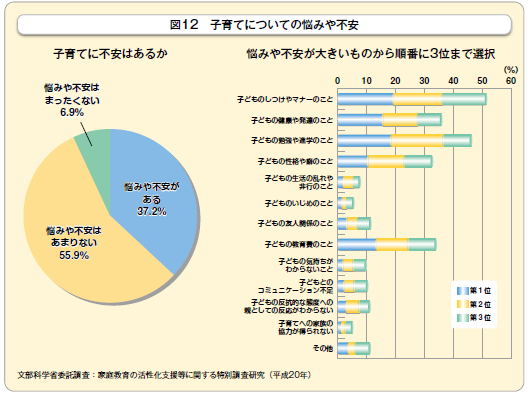 図12　子育てについての悩みや不安
子育てに不安はあるか
悩みや不安は
まったくない
6.9%
悩みや不安が
ある
37.2%
悩みや不安は
あまりない
55.9%
悩みや不安が大きいものから順番に3位まで選択
(%)
0 10 20 30 40 50 60
子どものしつけやマナーのこと
子どもの健康や発達のこと
子どもの勉強や進学のこと
子どもの性格や癖のこと
子どもの生活の乱れや
非行のこと
子どものいじめのこと
子どもの友人関係のこと
子どもの教育費のこと
子どもの気持ちが
わからないこと
子どもとの
コミュニケーション不足
子どもの反抗的な態度への
親としての反応がわからない
子育てへの家族の
協力が得られない
その他
第1位
第2位
第3位
文部科学省委託調査：家庭教育の活性化支援等に関する特別調査研究（平成20年）